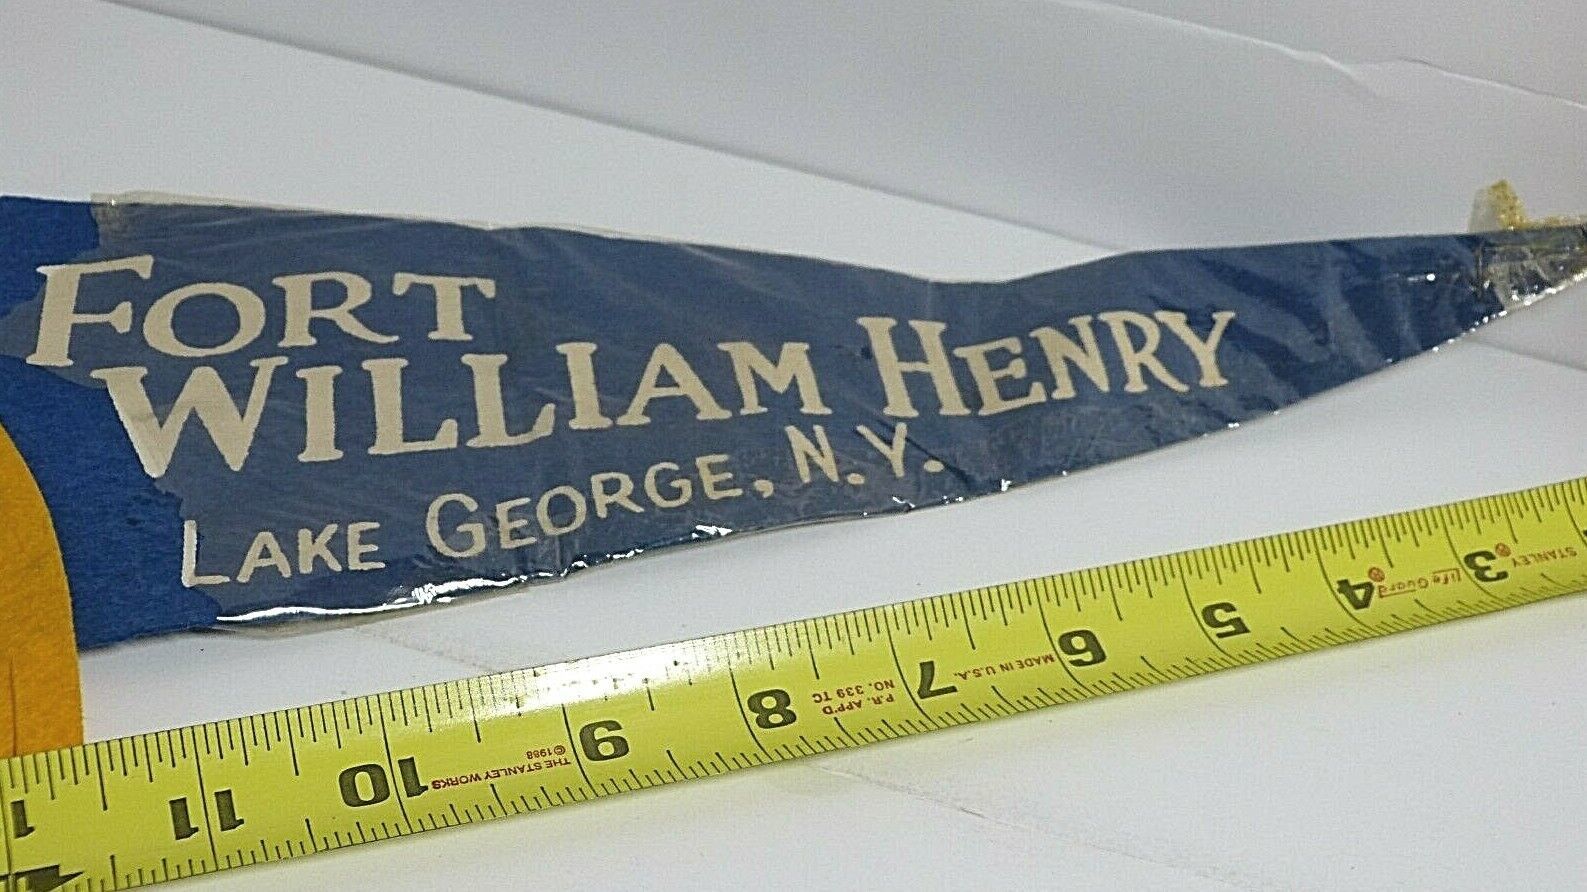 FORT
WILLIAM HENRY
LAKE GEORGE, N.Y.
3 STANLEY ®
4 ® Life Guard
5
6
MADE IN U.S.A.
7
P.R. APP'D
NO. 339 TC
8
9
THE STANLEY WORKS
©1988
10
11
1